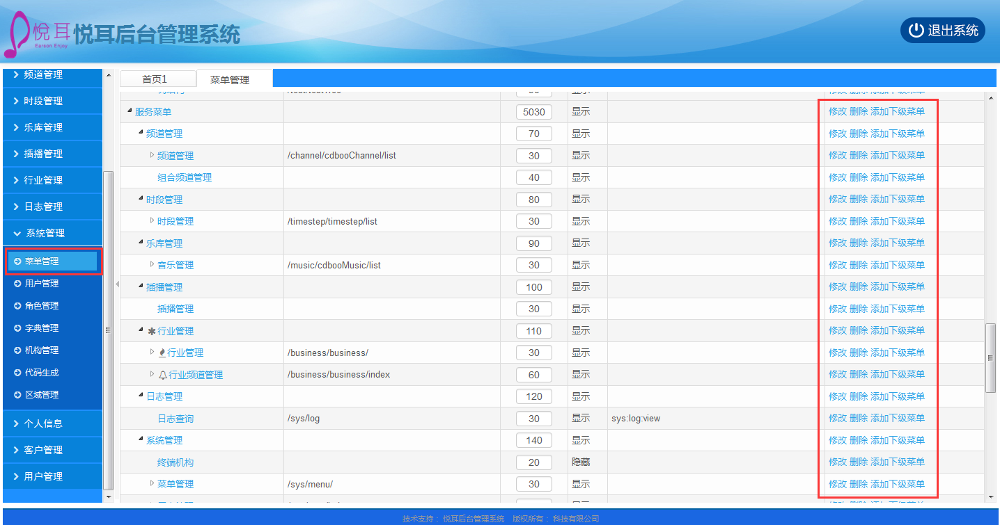 悦耳 悦耳后台管理系统
Earson Enjoy
退出系统
频道管理
时段管理
乐库管理
插播管理
行业管理
日志管理
系统管理
菜单管理
用户管理
角色管理
字典管理
机构管理
代码生成
区域管理
个人信息
客户管理
用户管理
首页1 菜单管理
修改 删除 添加下级菜单
服务菜单 5030 显示 修改 删除 添加下级菜单
频道管理 70 显示 修改 删除 添加下级菜单
频道管理 /channel/cdbooChannel/list 30 显示 修改 删除 添加下级菜单
组合频道管理 40 显示 修改 删除 添加下级菜单
时段管理 80 显示 修改 删除 添加下级菜单
时段管理 /timestep/timestep/list 30 显示 修改 删除 添加下级菜单
乐库管理 90 显示 修改 删除 添加下级菜单
音乐管理 /music/cdbooMusic/list 30 显示 修改 删除 添加下级菜单
插播管理 100 显示 修改 删除 添加下级菜单
插播管理 30 显示 修改 删除 添加下级菜单
行业管理 110 显示 修改 删除 添加下级菜单
行业管理 /business/business/ 30 显示 修改 删除 添加下级菜单
行业频道管理 /business/business/index 60 显示 修改 删除 添加下级菜单
日志管理 120 显示 修改 删除 添加下级菜单
日志查询 /sys/log 30 显示 sys:log:view 修改 删除 添加下级菜单
系统管理 140 显示 修改 删除 添加下级菜单
终端机构 20 隐藏 修改 删除 添加下级菜单
菜单管理 /sys/menu/ 30 显示 修改 删除 添加下级菜单
修改 删除 添加下级菜单
技术支持： 悦耳后台管理系统 版权所有： 科技有限公司